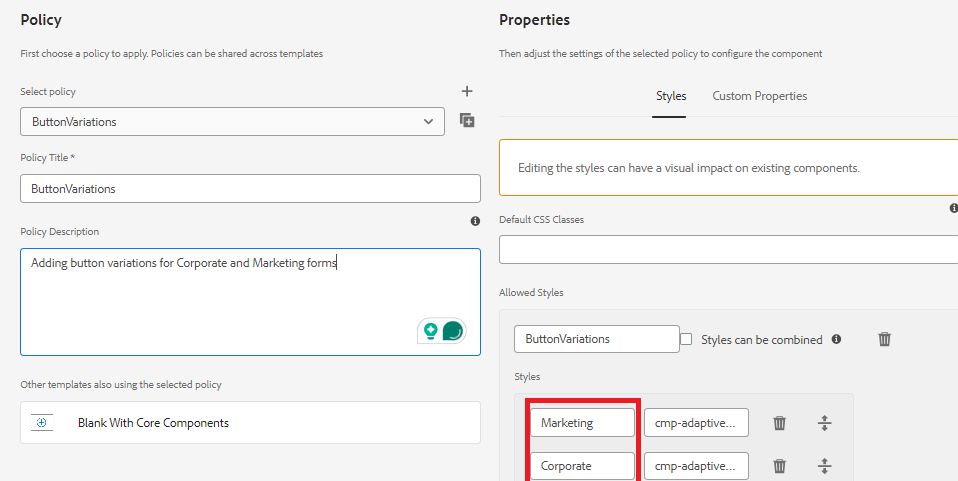 Policy
First choose a policy to apply. Policies can be shared across templates
Select policy
ButtonVariations
Policy Title *
ButtonVariations
Policy Description
Adding button variations for Corporate and Marketing forms
Other templates also using the selected policy
Blank With Core Components
Properties
Then adjust the settings of the selected policy to configure the component
Styles Custom Properties
Editing the styles can have a visual impact on existing components.
Default CSS Classes
Allowed Styles
ButtonVariations Styles can be combined
Styles
Marketing cmp-adaptive...
Corporate cmp-adaptive...